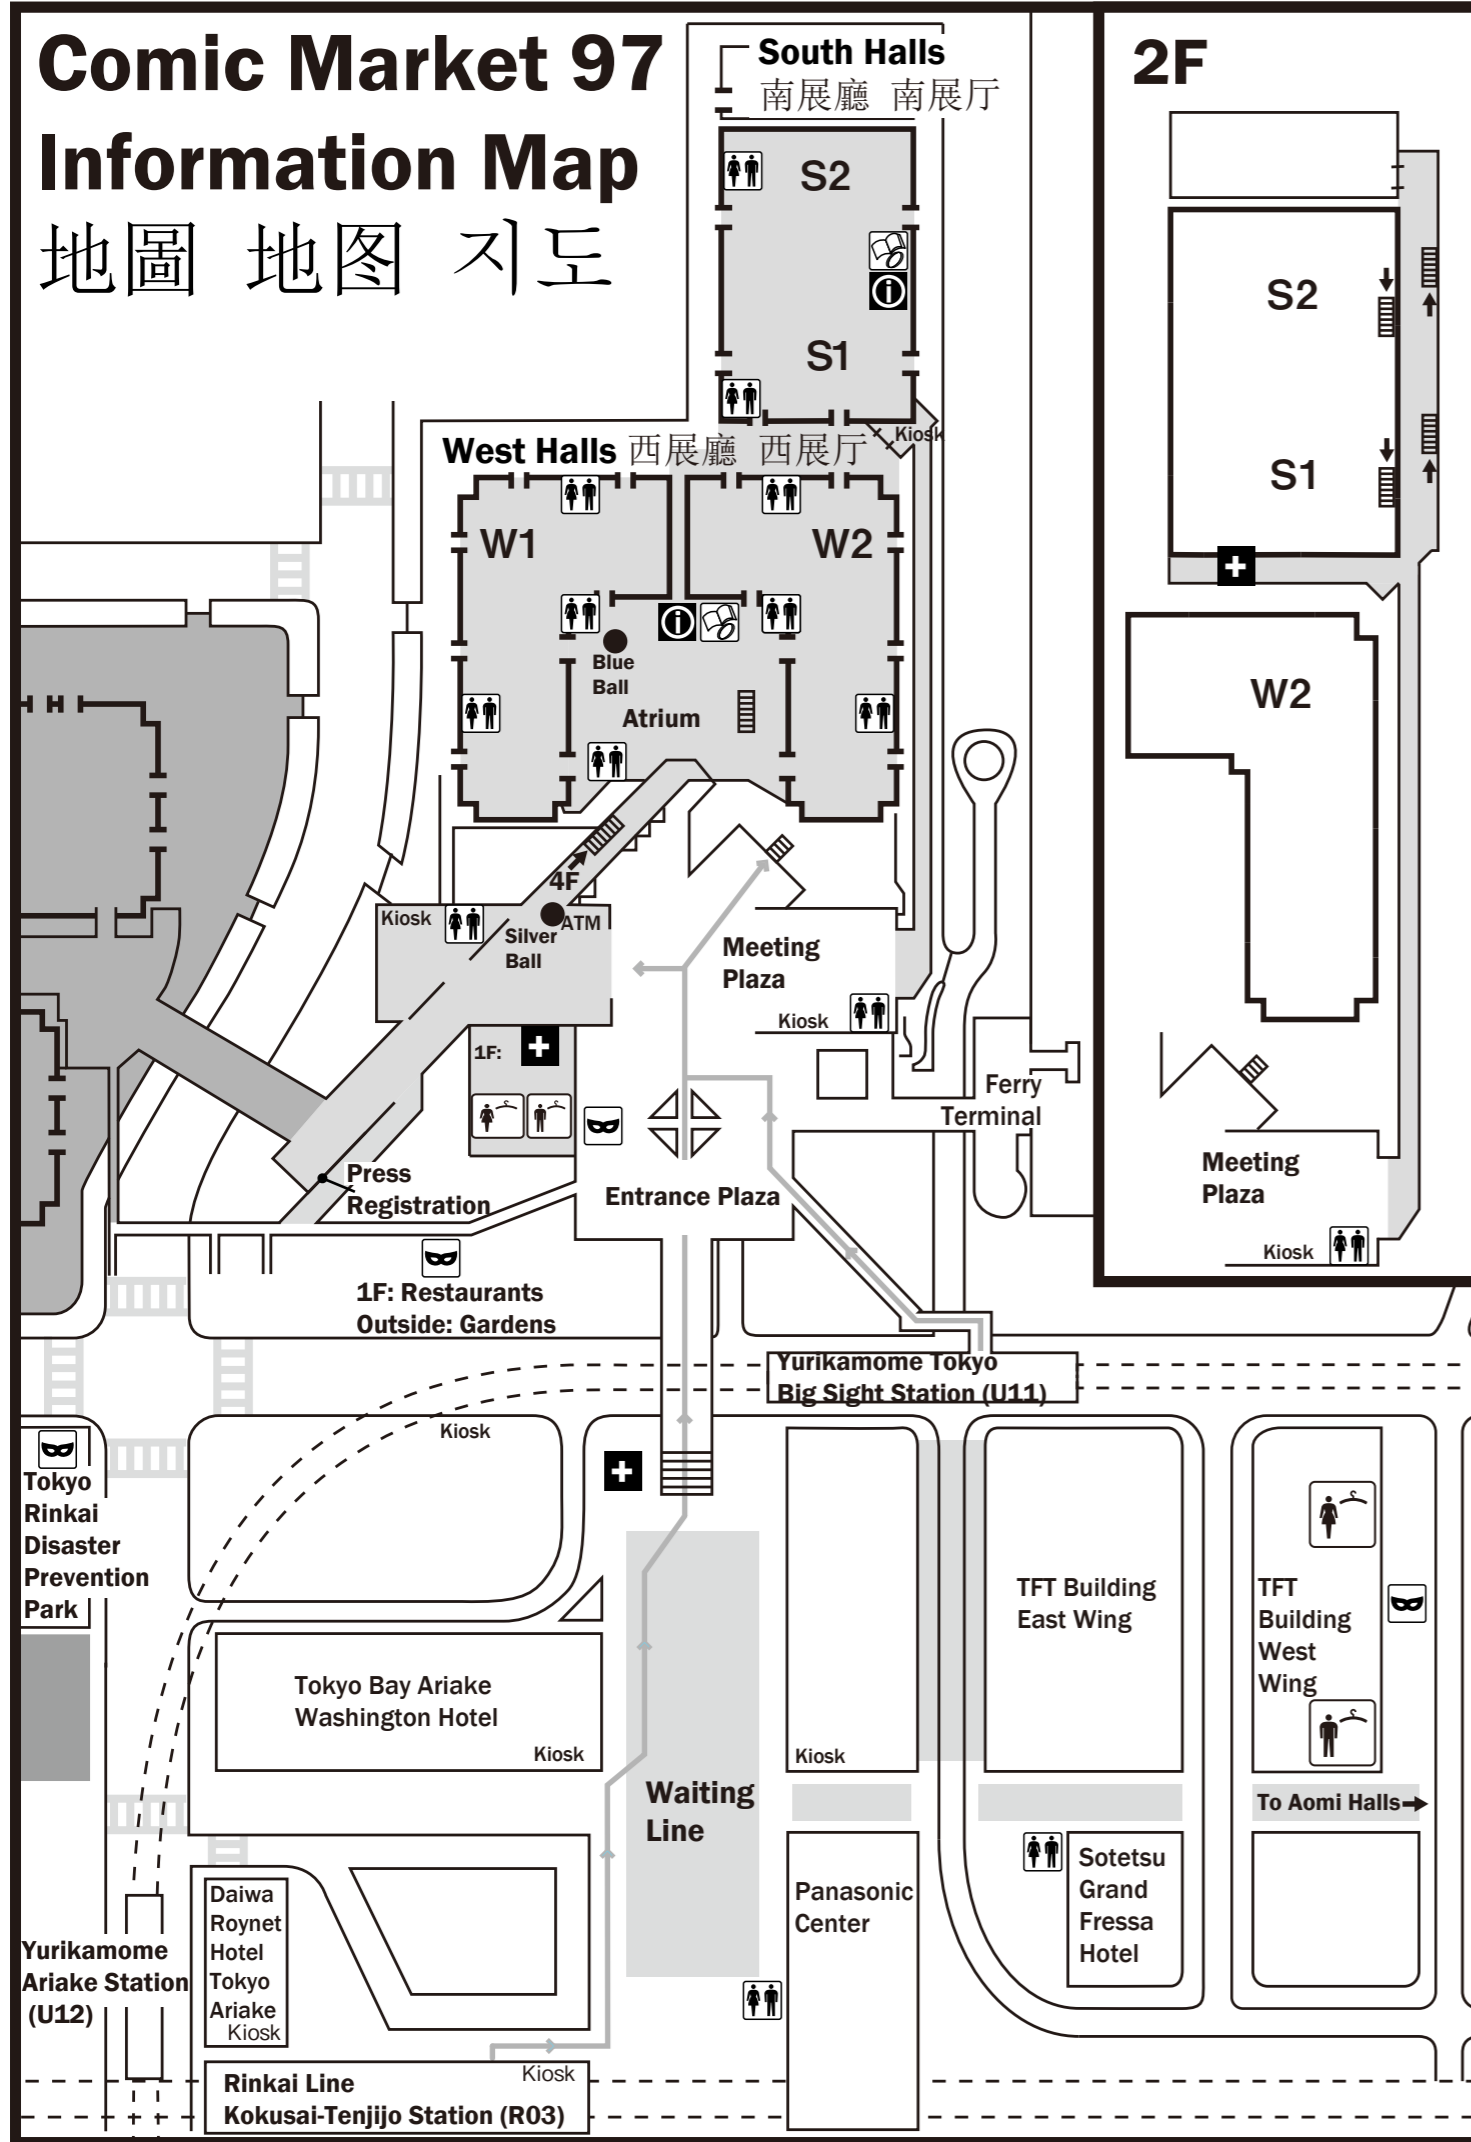 Comic Market 97
Information Map
地圖 地图 지도
South Halls
南展廳 南展厅
S2
S1
Kiosk
West Halls 西展廳 西展厅
W1
W2
Blue
Ball
Atrium
4F
Kiosk
ATM
Silver
Ball
Meeting
Plaza
Kiosk
1F:
Ferry
Terminal
Press
Registration
Entrance Plaza
1F: Restaurants
Outside: Gardens
2F
S2
S1
W2
Meeting
Plaza
Kiosk
Yurikamome Tokyo
Big Sight Station (U11)
Kiosk
Tokyo
Rinkai
Disaster
Prevention
Park
TFT Building
East Wing
TFT
Building
West
Wing
Tokyo Bay Ariake
Washington Hotel
Kiosk
Kiosk
Waiting
Line
To Aomi Halls
Panasonic
Center
Sotetsu
Grand
Fressa
Hotel
Daiwa
Roynet
Hotel
Tokyo
Ariake
Kiosk
Yurikamome
Ariake Station
(U12)
Kiosk
Rinkai Line
Kokusai-Tenjijo Station (R03)